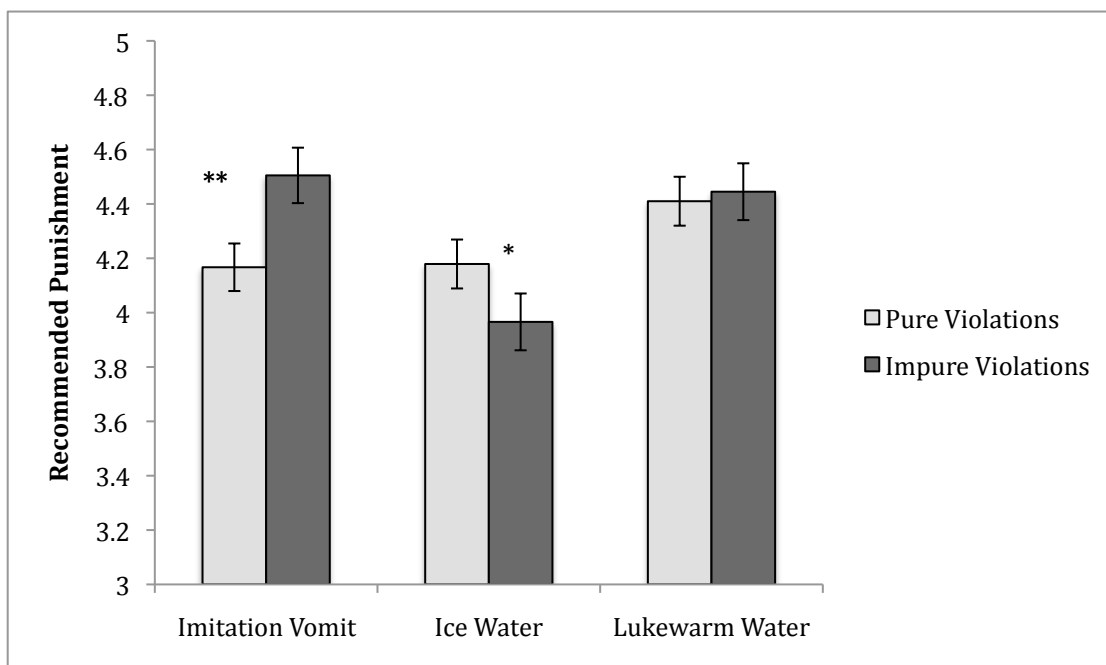 5
4.8
4.6
4.4
4.2
4
3.8
3.6
3.4
3.2
3
Recommended Punishment
**
*
Imitation Vomit
Ice Water
Lukewarm Water
Pure Violations
Impure Violations